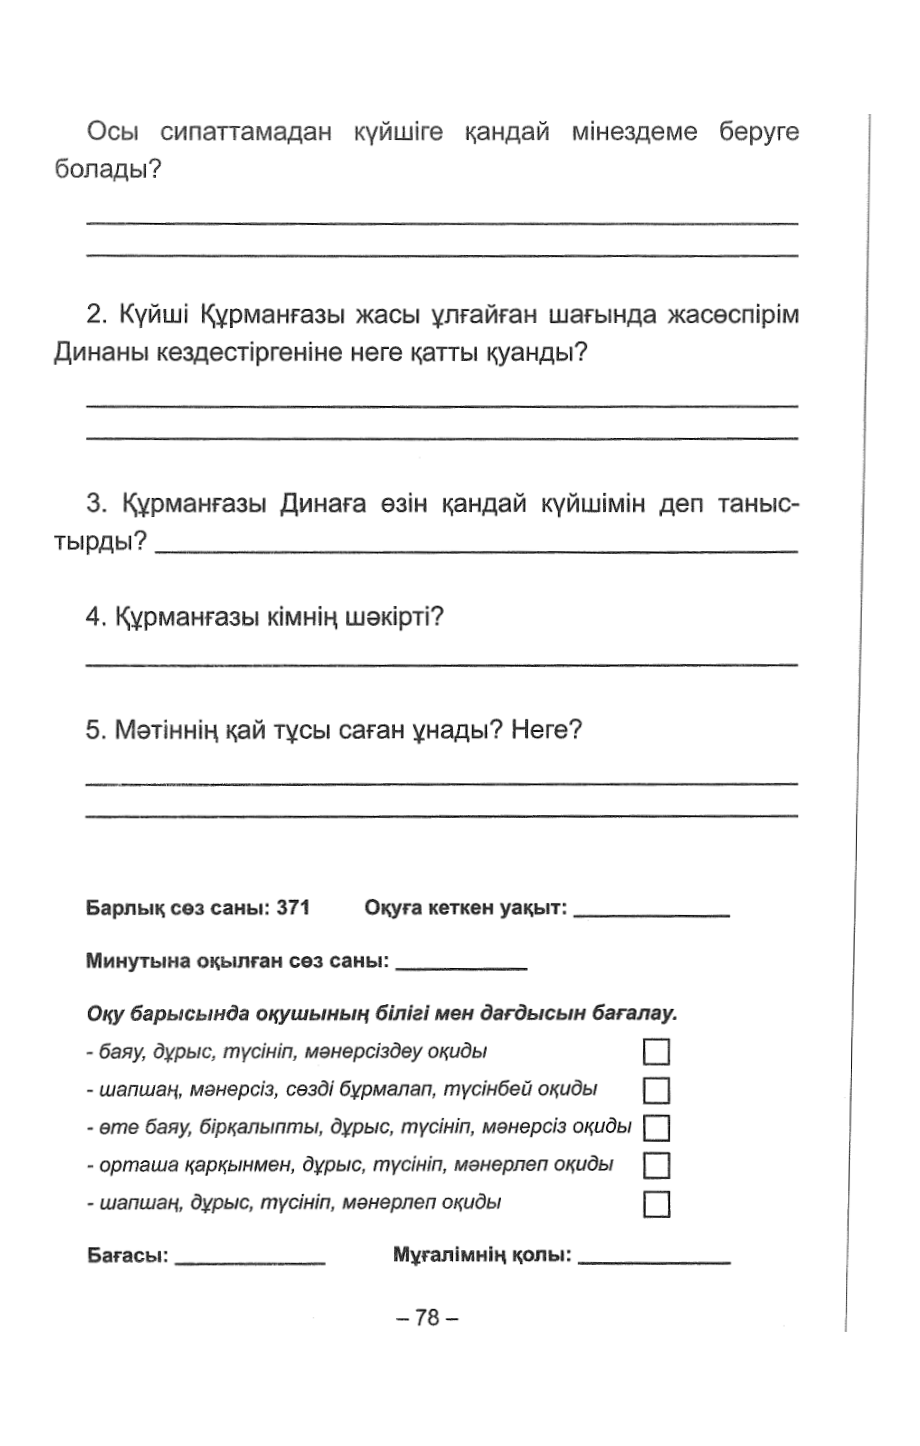 Осы сипаттамадан күйшіге қандай мінездеме беруге
болады?
2. Күйші Құрманғазы жасы ұлғайған шағында жасөспірім
Динаны кездестіргеніне неге қатты қуанды?
3. Құрманғазы Динаға өзін қандай күйшімін деп таныс-
тырды?
4. Құрманғазы кімнің шәкірті?
5. Мәтіннің қай тұсы саған ұнады? Неге?
Барлық сөз саны: 371 Оқуға кеткен уақыт:
Минутына оқылған сөз саны:
Оқу барысында оқушының білігі мен дағдысын бағалау.
- баяу, дұрыс, түсініп, мәнерсіздеу оқиды
- шапшаң, мәнерсіз, сөзді бұрмалап, түсінбей оқиды
- өте баяу, бірқалыпты, дұрыс, түсініп, мәнерсіз оқиды
- орташа қарқынмен, дұрыс, түсініп, мәнерлеп оқиды
- шапшаң, дұрыс, түсініп, мәнерлеп оқиды
Бағасы: Мұғалімнің қолы:
– 78 –